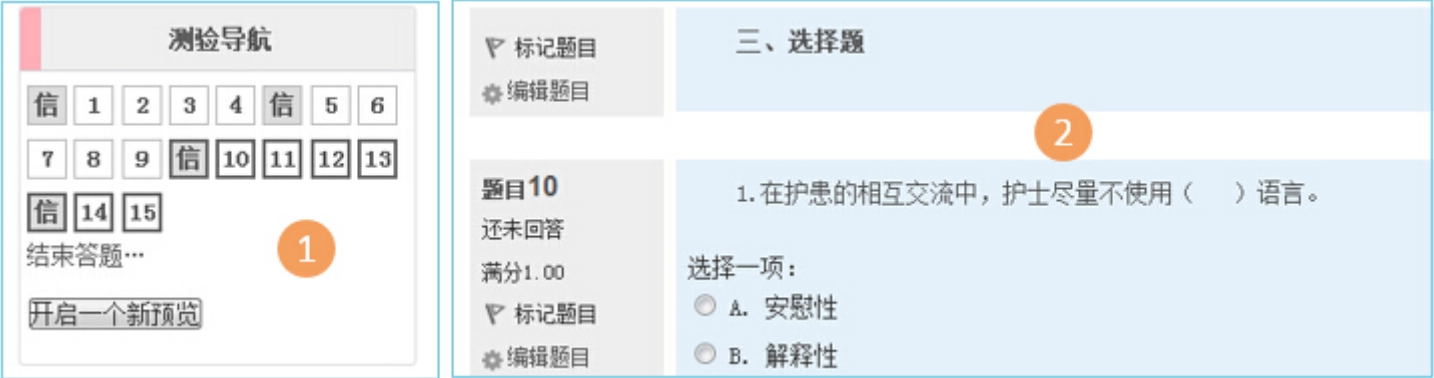 测验导航
信 1 2 3 4 信 5 6
7 8 9 信 10 11 12 13
信 14 15
结束答题…
1
开启一个新预览
标记题目
编辑题目
三、选择题
2
题目10
还未回答
满分1.00
标记题目
编辑题目
1.在护患的相互交流中，护士尽量不使用（ ）语言。
选择一项：
A. 安慰性
B. 解释性